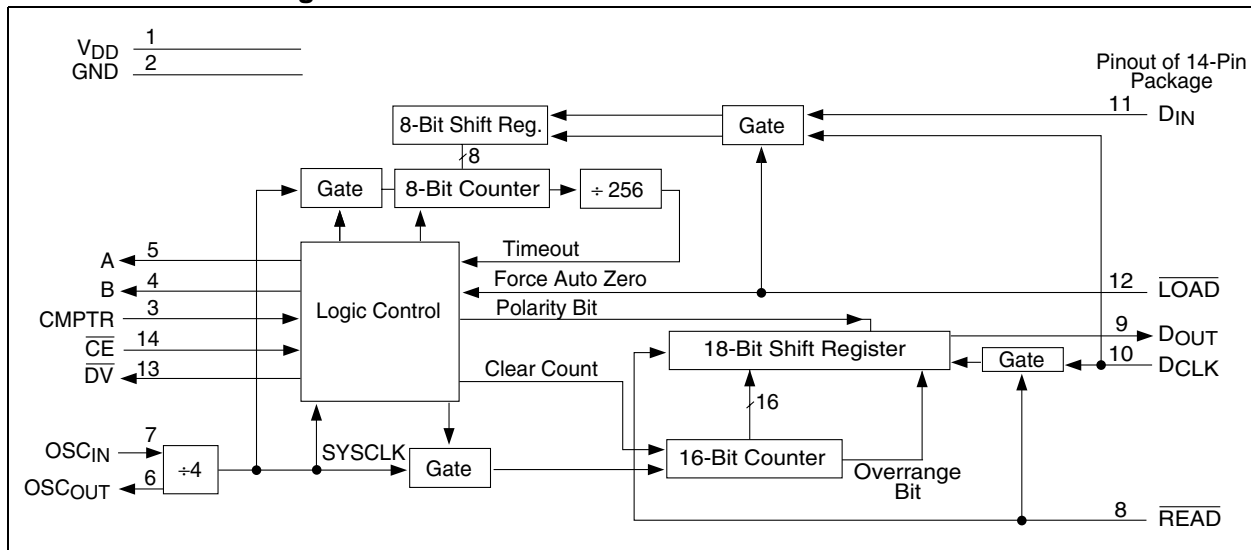 VDD 1
GND 2
Pinout of 14-Pin
Package
11 DIN
8-Bit Shift Reg.
Gate
8
Gate
8-Bit Counter
÷ 256
A 5
Timeout
B 4
Force Auto Zero
12 LOAD
CMPTR 3
Logic Control
Polarity Bit
9 DOUT
CE 14
18-Bit Shift Register
Gate
10 DCLK
DV 13
Clear Count
16
OSCIN 7
÷4
SYSCLK
Gate
16-Bit Counter
Overrange
Bit
OSCOUT 6
8 READ